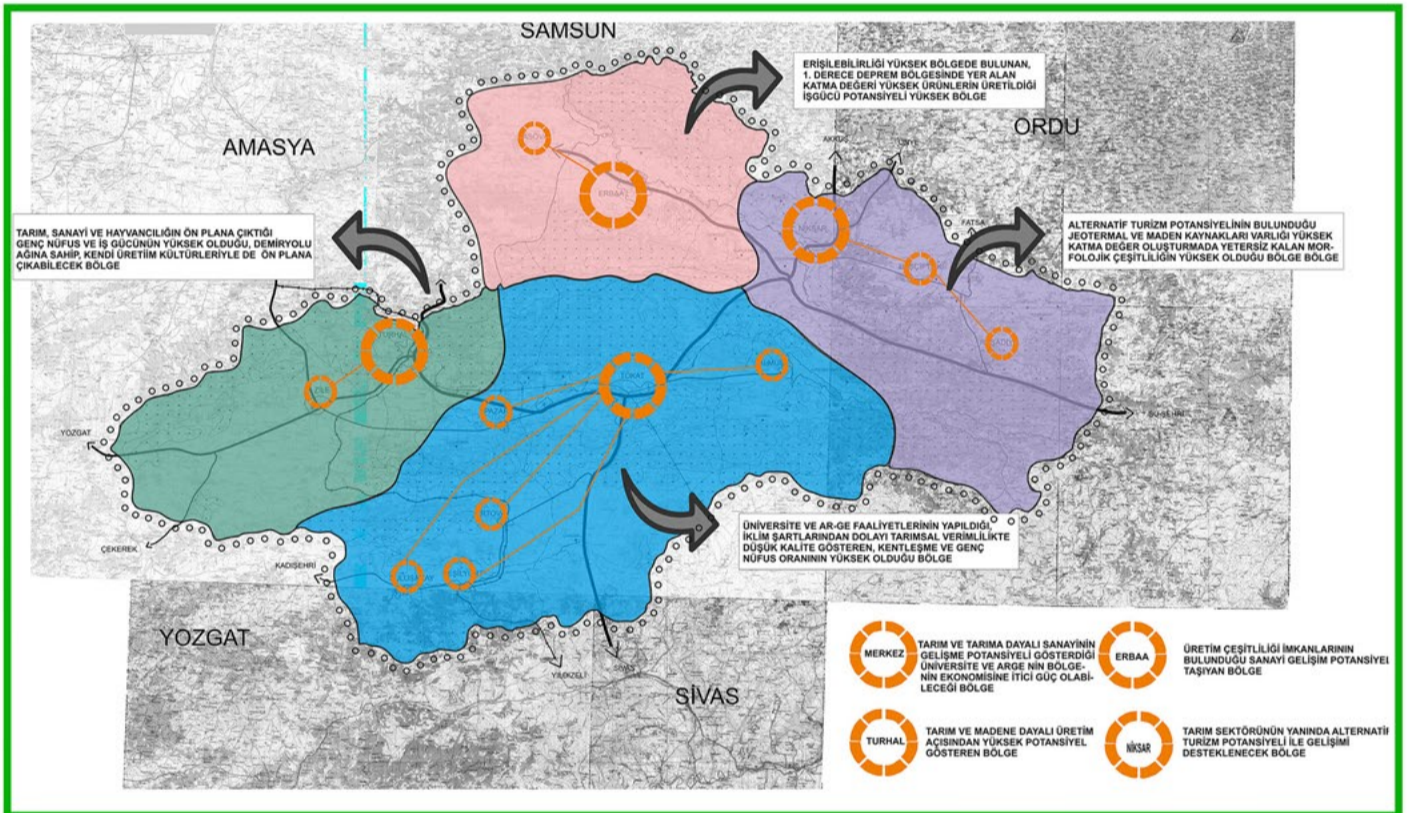 SAMSUN
ERİŞİLEBİLİRLİĞİ YÜKSEK BÖLGEDE BULUNAN,
1. DERECE DEPREM BÖLGESİNDE YER ALAN
KATMA DEĞERİ YÜKSEK ÜRÜNLERİN ÜRETİLDİĞİ
İŞGÜCÜ POTANSİYELİ YÜKSEK BÖLGE
AMASYA
ORDU
AKKUŞ
ERBAA
NİKSAR
FATSA
TARIM, SANAYİ VE HAYVANCILIĞIN ÖN PLANA ÇIKTIĞI
GENÇ NÜFUS VE İŞ GÜCÜNÜN YÜKSEK OLDUĞU, DEMİRYOLU
AĞINA SAHİP, KENDİ ÜRETİİM KÜLTÜRLERİYLE DE ÖN PLANA
ÇIKABİLECEK BÖLGE
ALTERNATİF TURİZM POTANSİYELİNİN BULUNDUĞU
JEOTERMAL VE MADEN KAYNAKLARI VARLIĞI YÜKSEK
KATMA DEĞER OLUŞTURMADA YETERSİZ KALAN MOR-
FOLOJİK ÇEŞİTLİLİĞİN YÜKSEK OLDUĞU BÖLGE BÖLGE
TOKAT
SUŞEHRİ
YOZGAT
ÇEKEREK
KADIŞEHRİ
ÜNİVERSİTE VE AR-GE FAALİYETLERİNİN YAPILDIĞI,
İKLİM ŞARTLARINDAN DOLAYI TARIMSAL VERİMLİLİKTE
DÜŞÜK KALİTE GÖSTEREN, KENTLEŞME VE GENÇ
NÜFUS ORANININ YÜKSEK OLDUĞU BÖLGE
YOZGAT
SİVAS
YILDIZELİ
SİVAS
MERKEZ
TARIM VE TARIMA DAYALI SANAYİNİN
GELİŞME POTANSİYELİ GÖSTERDİĞİ
ÜNİVERSİTE VE ARGE NİN BÖLGE-
NİN EKONOMİSİNE İTİCİ GÜÇ OLABİ-
LECEĞİ BÖLGE
ERBAA
ÜRETİM ÇEŞİTLİLİĞİ İMKANLARININ
BULUNDUĞU SANAYİ GELİŞİM POTANSİYEL
TAŞIYAN BÖLGE
TURHAL
TARIM VE MADENE DAYALI ÜRETİM
AÇISINDAN YÜKSEK POTANSİYEL
GÖSTEREN BÖLGE
NİKSAR
TARIM SEKTÖRÜNÜN YANINDA ALTERNATİF
TURİZM POTANSİYELİ İLE GELİŞİMİ
DESTEKLENECEK BÖLGE